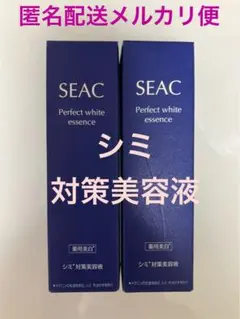 匿名配送メルカリ便
SEAC
Perfect white
essence
SEAC
Perfect white
essence
シミ
対策美容液
薬用美白*
シミ*対策美容液
薬用美白*
シミ*対策美容液